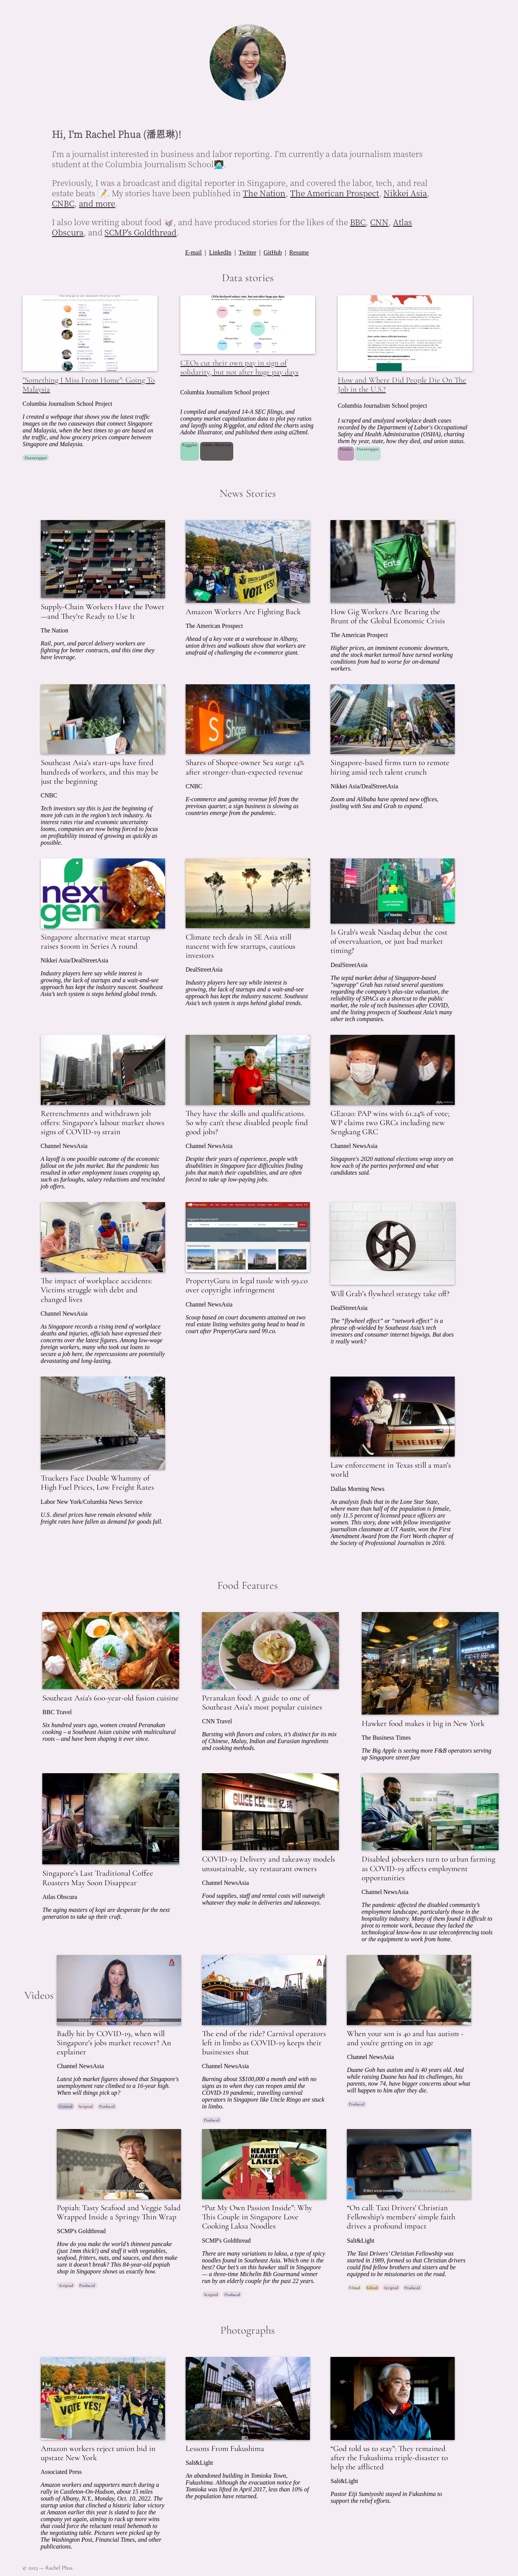 Hi, I'm Rachel Phua (潘恩琳)!
I'm a journalist interested in business and labor reporting. I'm currently a data journalism masters
student at the Columbia Journalism School👩🏻‍💻.
Previously, I was a broadcast and digital reporter in Singapore, and covered the labor, tech, and real
estate beats 📝. My stories have been published in The Nation, The American Prospect, Nikkei Asia,
CNBC, and more.
I also love writing about food 🥡, and have produced stories for the likes of the BBC, CNN, Atlas
Obscura, and SCMP's Goldthread.
E-mail | LinkedIn | Twitter | GitHub | Resume
Data stories
"Something I Miss From Home": Going To
Malaysia
Columbia Journalism School Project
I created a webpage that shows you the latest traffic
images on the two causeways that connect Singapore
and Malaysia, when the best times to go are based on
the traffic, and how grocery prices compare between
Singapore and Malaysia.
Datawrapper
CEOs cut their own pay in sign of
solidarity, but not after huge pay days
Columbia Journalism School project
I compiled and analyzed 14-A SEC filings, and
company market capitalization data to plot pay ratios
and layoffs using R/ggplot, and edited the charts using
Adobe Illustrator, and published them using ai2html.
How and Where Did People Die On The
Job in the U.S.?
Columbia Journalism School project
I scraped and analyzed workplace death cases
recorded by the Department of Labor's Occupational
Safety and Health Administration (OSHA), charting
them by year, state, how they died, and union status.
Datawrapper
News Stories
Supply-Chain Workers Have the Power
—and They're Ready to Use It
The Nation
Rail, port, and parcel delivery workers are
fighting for better contracts, and this time they
have leverage.
VOTE YES!
Amazon Workers Are Fighting Back
The American Prospect
Ahead of a key vote at a warehouse in Albany,
union drives and walkouts show that workers are
unafraid of challenging the e-commerce giant.
Uber
Eats
How Gig Workers Are Bearing the
Brunt of the Global Economic Crisis
The American Prospect
Higher prices, an imminent economic downturn,
and the stock market turmoil have turned working
conditions from bad to worse for on-demand
workers.
Southeast Asia's start-ups have fired
hundreds of workers, and this may be
just the beginning
CNBC
Tech investors say this is just the beginning of
more job cuts in the region's tech industry. As
interest rates rise and economic uncertainty
looms, companies are now being forced to focus
on profitability instead of growing as quickly as
possible.
Shopee
Shares of Shopee-owner Sea surge 14%
after stronger-than-expected revenue
CNBC
E-commerce and gaming revenue fell from the
previous quarter, a sign business is slowing as
countries emerge from the pandemic.
Singapore-based firms turn to remote
hiring amid tech talent crunch
Nikkei Asia/DealStreetAsia
Zoom and Alibaba have opened new offices,
jostling with Sea and Grab to expand.
next
gen
Singapore alternative meat startup
raises $100m in Series A round
Nikkei Asia/DealStreetAsia
Industry players here say while interest is
growing, the lack of startups and a wait-and-see
approach has kept the industry nascent. Southeast
Asia's tech system is steps behind global trends.
Climate tech deals in SE Asia still
nascent with few startups, cautious
investors
DealStreetAsia
Industry players here say while interest is
growing, the lack of startups and a wait-and-see
approach has kept the industry nascent. Southeast
Asia's tech system is steps behind global trends.
Is Grab's weak Nasdaq debut the cost
of overvaluation, or just bad market
timing?
DealStreetAsia
The tepid market debut of Singapore-based
"superapp" Grab has raised several questions
regarding the company's plus-size valuation, the
reliability of SPACs as a shortcut to the public
market, the role of tech businesses after COVID,
and the listing prospects of Southeast Asia's many
other tech companies.
Retrenchments and withdrawn job
offers: Singapore's labour market shows
signs of COVID-19 strain
Channel NewsAsia
A layoff is one possible outcome of the economic
fallout on the jobs market. But the pandemic has
resulted in other employment issues cropping up,
such as furloughs, salary reductions and rescinded
job offers.
They have the skills and qualifications.
So why can't these disabled people find
good jobs?
Channel NewsAsia
Despite their years of experience, people with
disabilities in Singapore face difficulties finding
jobs that match their capabilities, and are often
forced to take up low-paying jobs.
GE2020: PAP wins with 61.24% of vote;
WP claims two GRCs including new
Sengkang GRC
Channel NewsAsia
Singapore's 2020 national elections wrap story on
how each of the parties performed and what
candidates said.
The impact of workplace accidents:
Victims struggle with debt and
changed lives
Channel NewsAsia
As Singapore records a rising trend of workplace
deaths and injuries, officials have expressed their
concerns over the latest figures. Among low-wage
foreign workers, many who took out loans to
secure a job here, the repercussions are potentially
devastating and long-lasting.
PropertyGuru in legal tussle with 99.co
over copyright infringement
Channel NewsAsia
Scoop based on court documents attained on two
real estate listing websites going head to head in
court after PropertyGuru sued 99.co.
Will Grab's flywheel strategy take off?
DealStreetAsia
The "flywheel effect" or "network effect" is a
phrase oft-wielded by Southeast Asia's tech
investors and consumer internet bigwigs. But does
it really work?
Truckers Face Double Whammy of
High Fuel Prices, Low Freight Rates
Labor New York/Columbia News Service
U.S. diesel prices have remain elevated while
freight rates have fallen as demand for goods fall.
SHERIFF
Law enforcement in Texas still a man's
world
Dallas Morning News
An analysis finds that in the Lone Star State,
where more than half of the population is female,
only 11.5 percent of licensed peace officers are
women. This story, done with fellow investigative
journalism classmate at UT Austin, won the First
Amendment Award from the Fort Worth chapter of
the Society of Professional Journalists in 2016.
Food Features
Southeast Asia's 600-year-old fusion cuisine
BBC Travel
Six hundred years ago, women created Peranakan
cooking – a Southeast Asian cuisine with multicultural
roots – and have been shaping it ever since.
Peranakan food: A guide to one of
Southeast Asia's most popular cuisines
CNN Travel
Bursting with flavors and colors, it's distinct for its mix
of Chinese, Malay, Indian and Eurasian ingredients
and cooking methods.
Hawker food makes it big in New York
The Business Times
The Big Apple is seeing more F&B operators serving
up Singapore street fare
Singapore's Last Traditional Coffee
Roasters May Soon Disappear
Atlas Obscura
The aging masters of kopi are desperate for the next
generation to take up their craft.
SWEE KEE
COVID-19: Delivery and takeaway models
unsustainable, say restaurant owners
Channel NewsAsia
Food supplies, staff and rental costs will outweigh
whatever they make in deliveries and takeaways.
Disabled jobseekers turn to urban farming
as COVID-19 affects employment
opportunities
Channel NewsAsia
The pandemic affected the disabled community's
employment landscape, particularly those in the
hospitality industry. Many of them found it difficult to
pivot to remote work, because they lacked the
technological know-how to use teleconferencing tools
or the equipment to work from home.
Videos
Badly hit by COVID-19, when will
Singapore's jobs market recover? An
explainer
Channel NewsAsia
Latest job market figures showed that Singapore's
unemployment rate climbed to a 16-year high.
When will things pick up?
Fronted Scripted Produced
The end of the ride? Carnival operators
left in limbo as COVID-19 keeps their
businesses shut
Channel NewsAsia
Burning about S$100,000 a month and with no
signs as to when they can reopen amid the
COVID-19 pandemic, travelling carnival
operators in Singapore like Uncle Ringo are stuck
in limbo.
Produced
When your son is 40 and has autism -
and you're getting on in age
Channel NewsAsia
Duane Goh has autism and is 40 years old. And
while raising Duane has had its challenges, his
parents, now 74, have bigger concerns about what
will happen to him after they die.
Produced
Popiah: Tasty Seafood and Veggie Salad
Wrapped Inside a Springy Thin Wrap
SCMP's Goldthread
How do you make the world's thinnest pancake
(just 1mm thick!) and stuff it with vegetables,
seafood, fritters, nuts, and sauces, and then make
sure it doesn't break? This 84-year-old popiah
shop in Singapore shows us exactly how.
Scripted Produced
HEARTY
HAINANESE
LAKSA
"Put My Own Passion Inside": Why
This Couple in Singapore Love
Cooking Laksa Noodles
SCMP's Goldthread
There are many variations to laksa, a type of spicy
noodles found in Southeast Asia. Which one is the
best? Our bet's on this hawker stall in Singapore
— a three-time Michelin Bib Gourmand winner
run by an elderly couple for the past 22 years.
Scripted Produced
"On call: Taxi Drivers' Christian
Fellowship's members' simple faith
drives a profound impact
Salt&Light
The Taxi Drivers' Christian Fellowship was
started in 1989, formed so that Christian drivers
could find fellow brothers and sisters and be
equipped to be missionaries on the road.
Filmed Edited Scripted Produced
Photographs
VOTE YES!
Amazon workers reject union bid in
upstate New York
Associated Press
Amazon workers and supporters march during a
rally in Castleton-On-Hudson, about 15 miles
south of Albany, N.Y., Monday, Oct. 10, 2022. The
startup union that clinched a historic labor victory
at Amazon earlier this year is slated to face the
company yet again, aiming to rack up more wins
that could force the reluctant retail behemoth to
the negotiating table. Pictures were picked up by
The Washington Post, Financial Times, and other
publications.
Lessons From Fukushima
Salt&Light
An abandoned building in Tomioka Town,
Fukushima. Although the evacuation notice for
Tomioka was lifted in April 2017, less than 10% of
the population have returned.
"God told us to stay": They remained
after the Fukushima triple-disaster to
help the afflicted
Salt&Light
Pastor Eiji Sumiyoshi stayed in Fukushima to
support the relief efforts.
© 2023 — Rachel Phua